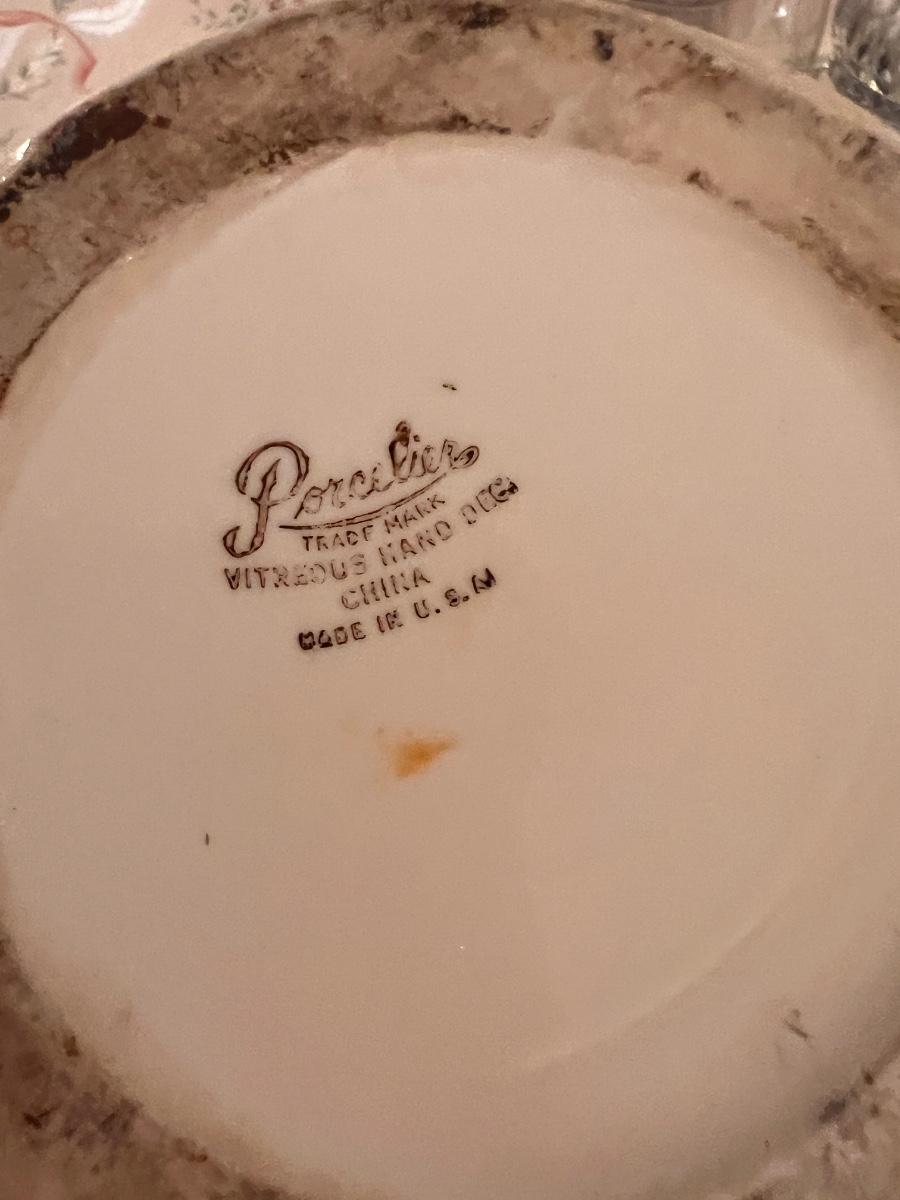 Porcelier
TRADE MARK
VITREOUS HAND DEC.
CHINA
MADE IN U.S.A